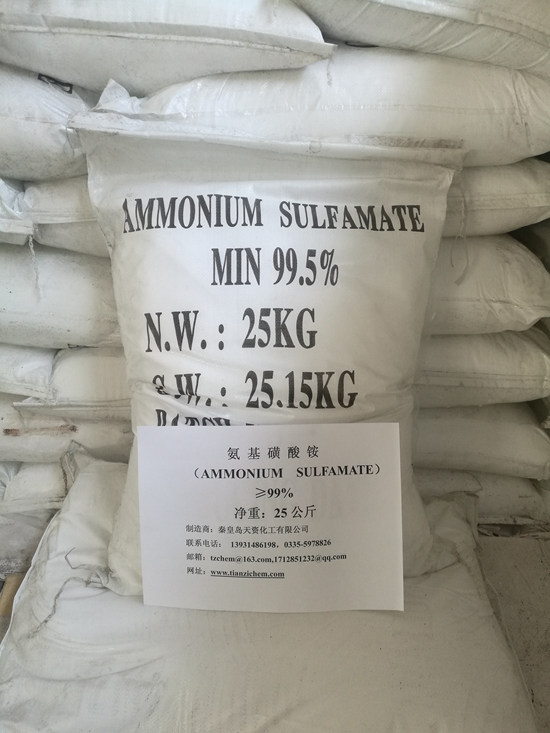 AMMONIUM SULFAMATE
MIN 99.5%
N.W.: 25KG
G.W.: 25.15KG
氨基磺酸铵
（AMMONIUM SULFAMATE）
≥99%
净重：25公斤
制造商：秦皇岛天资化工有限公司
联系电话： 13931486198，0335-5978826
邮箱：tzchem@163.com,1712851232@qq.com
网址：www.tianzichem.com